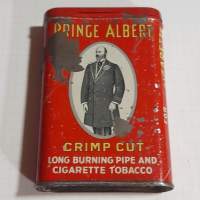 PRINCE ALBERT
CRIMP CUT
LONG BURNING PIPE AND
CIGARETTE TOBACCO